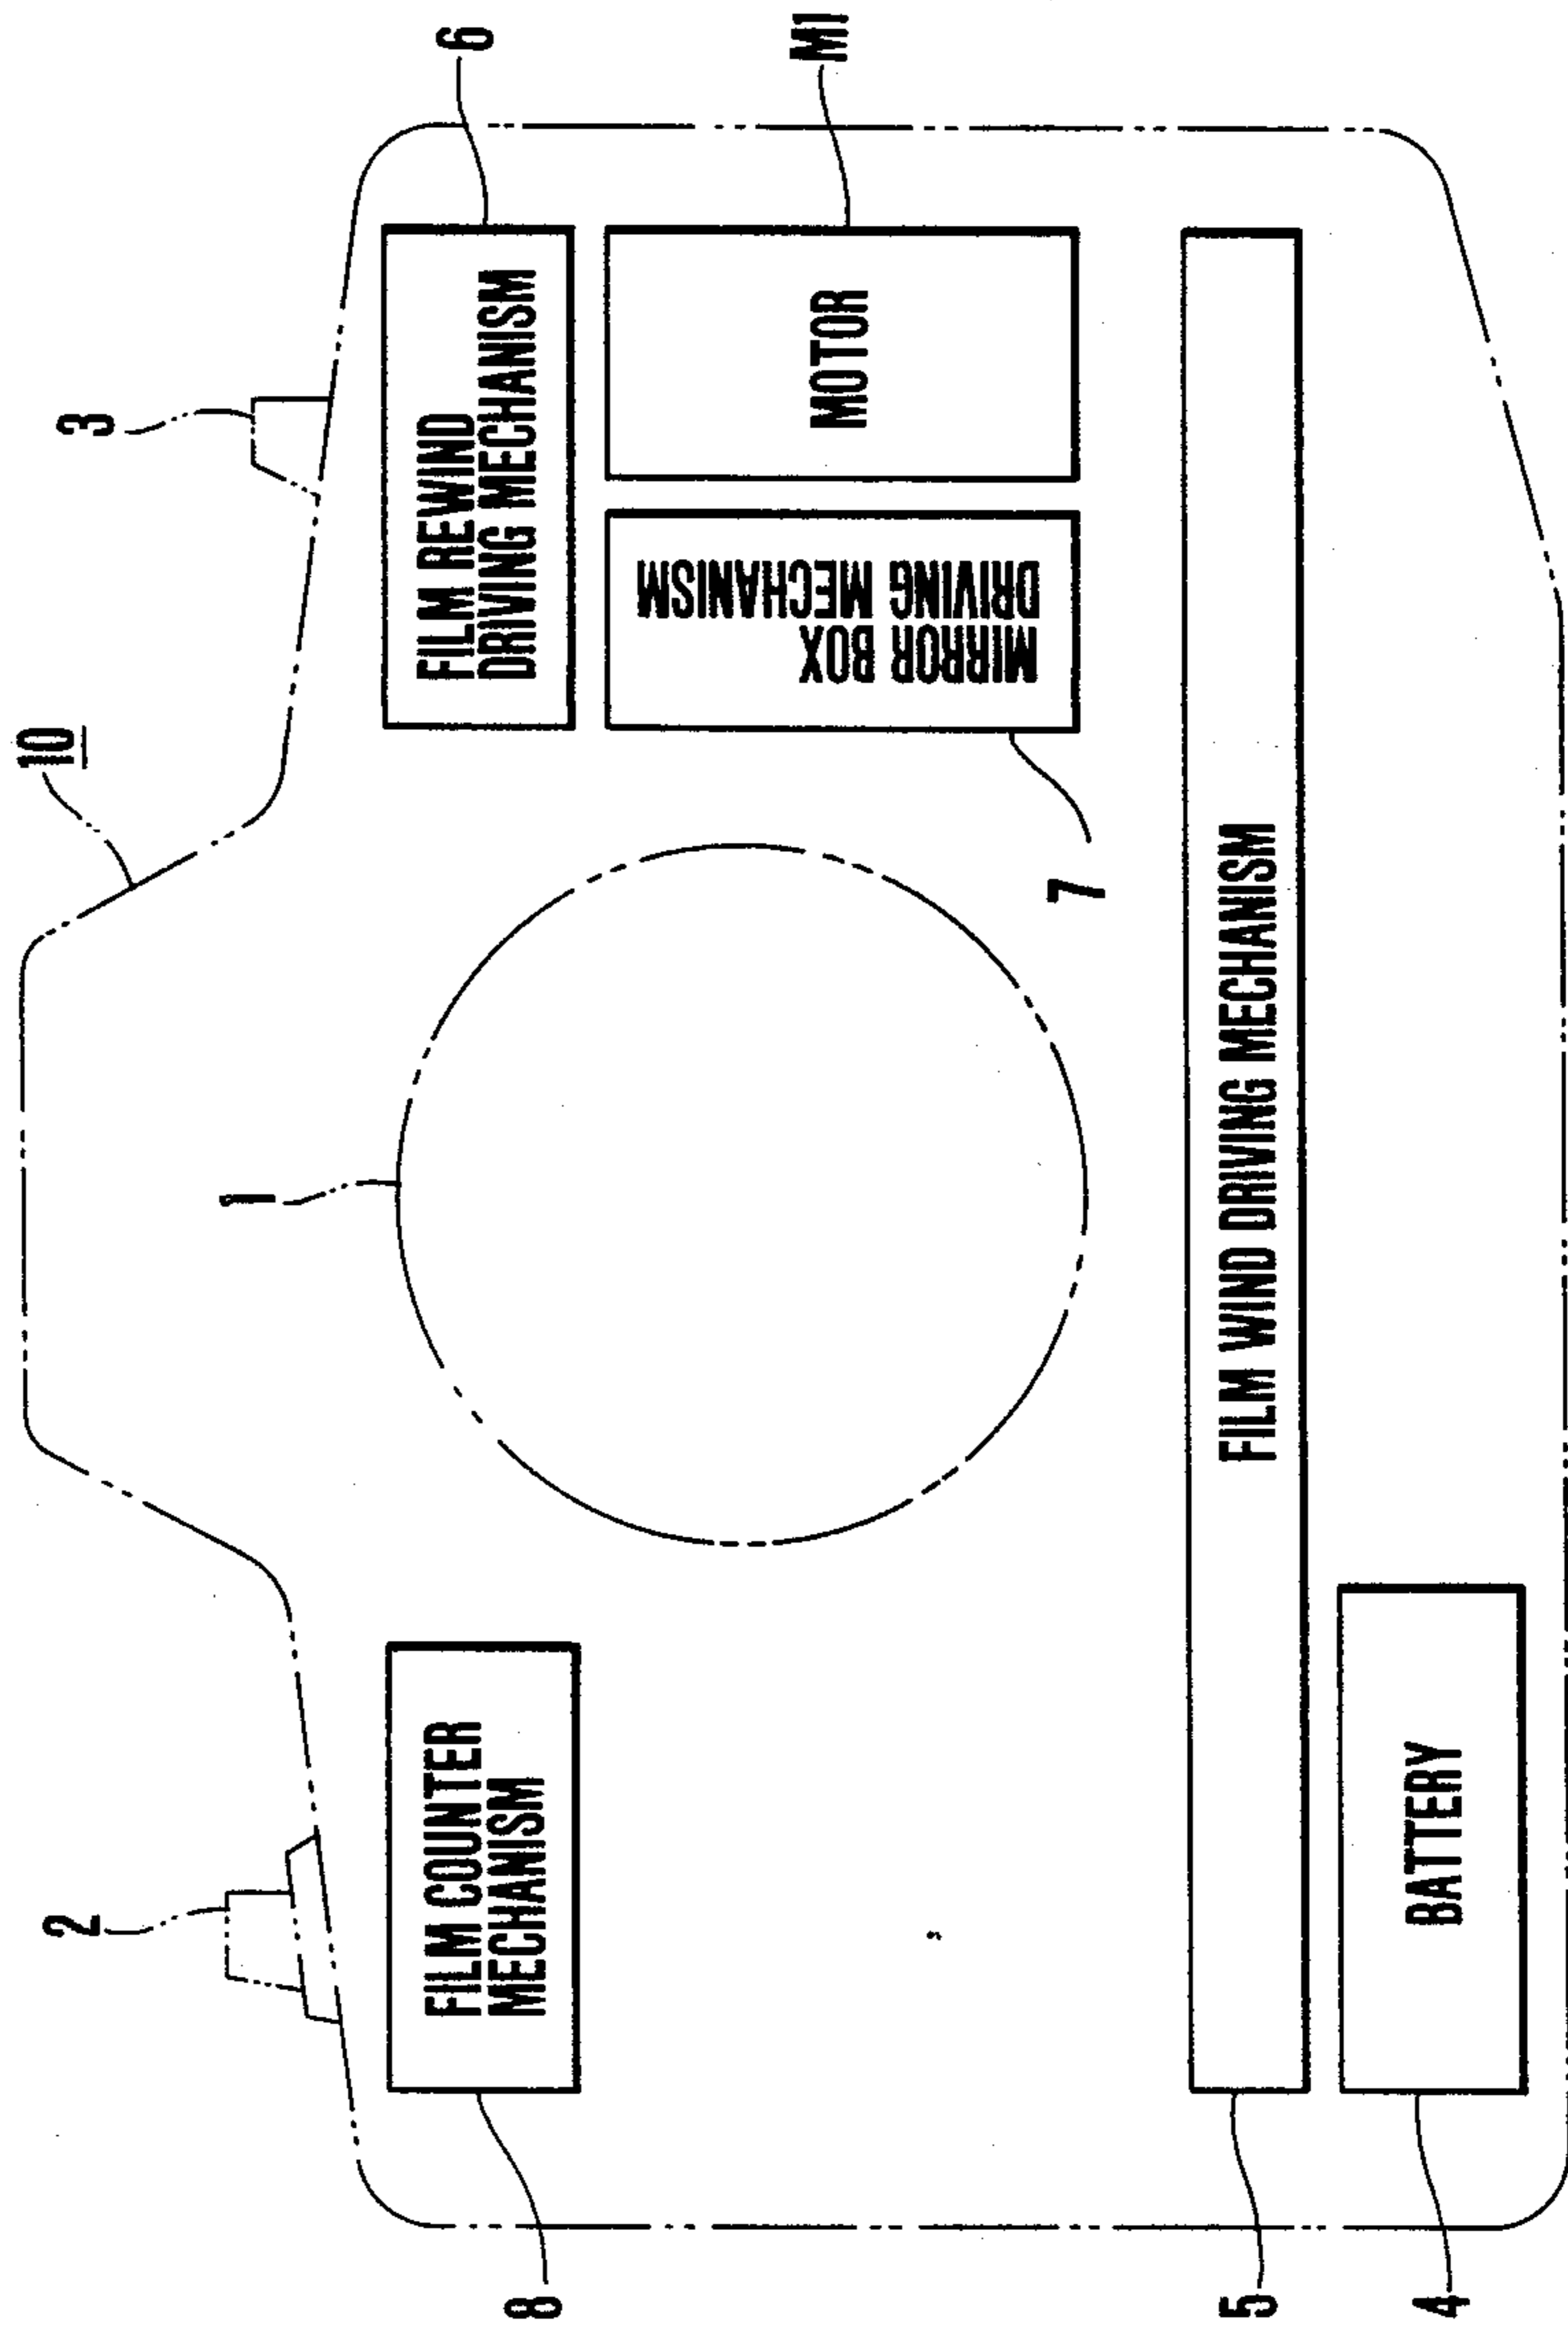 10
2
3
1
8
FILM COUNTER
MECHANISM
FILM REWIND
DRIVING MECHANISM
6
MIRROR BOX
DRIVING MECHANISM
MOTOR
M1
7
5
FILM WIND DRIVING MECHANISM
4
BATTERY